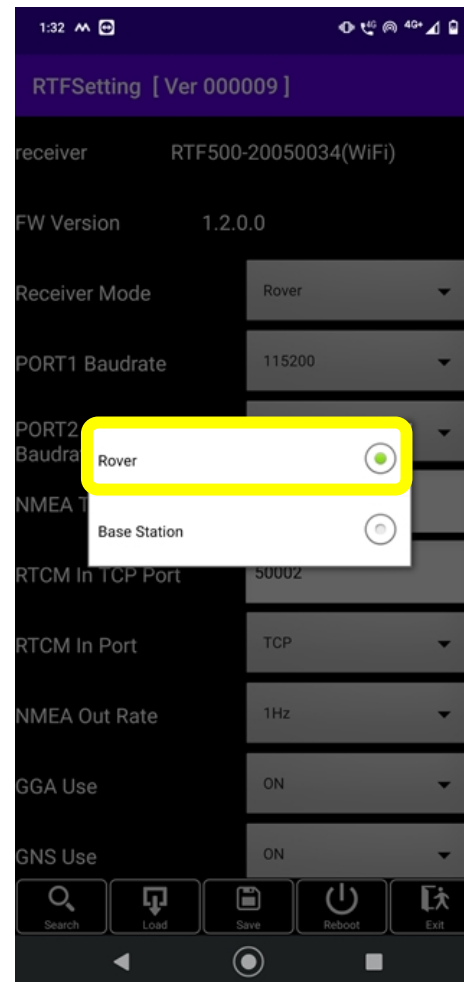 1:32
4G
4G+
RTFSetting [ Ver 000009 ]
receiver RTF500-20050034(WiFi)
FW Version 1.2.0.0
Receiver Mode Rover
PORT1 Baudrate 115200
PORT2
Baudra
Rover
NMEA T
Base Station
RTCM In TCP Port 50002
RTCM In Port TCP
NMEA Out Rate 1Hz
GGA Use ON
GNS Use ON
Search Load Save Reboot Exit